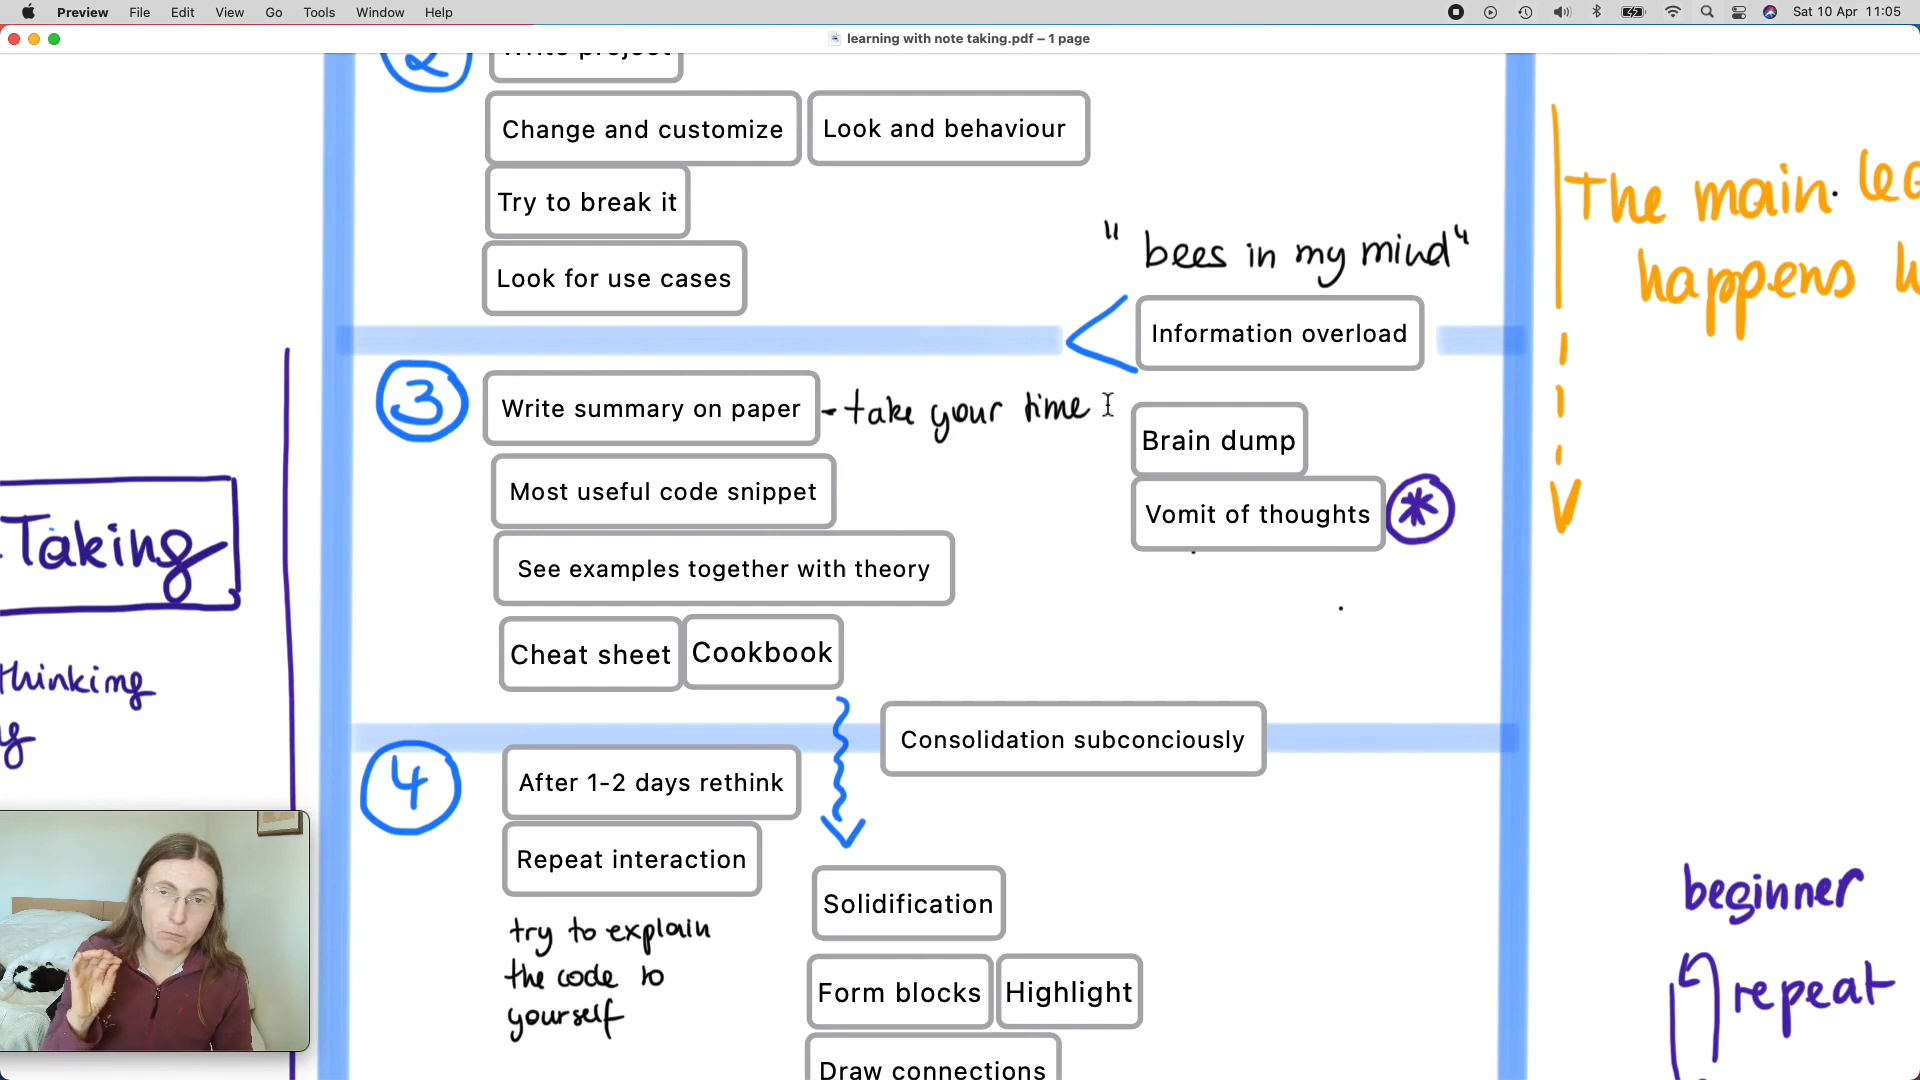 Preview File Edit View Go Tools Window Help
Sat 10 Apr 11:05
learning with note taking.pdf – 1 page
2
Write project
Change and customize
Look and behaviour
Try to break it
Look for use cases
"bees in my mind"
Information overload
3
Write summary on paper
- take your time
Brain dump
Vomit of thoughts
*
Most useful code snippet
See examples together with theory
Cheat sheet
Cookbook
Consolidation subconciously
4
After 1-2 days rethink
Repeat interaction
try to explain
the code to
yourself
Solidification
Form blocks
Highlight
Draw connections
Taking
thinking
The main
happens
beginner
repeat